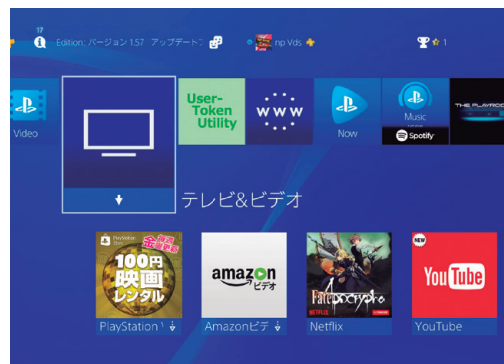 17
Edition: バージョン 1.57 アップデート
np Vds
1
Video
User-
Token
Utility
www
Now
Music
Spotify
THE PLAYROO
テレビ&ビデオ
PlayStation
Store
100円
映画
レンタル
amazon
ビデオ
Fate/Apocrypha
NETFLIX
NEW
YouTube
PlayStation V
Amazonビデ
Netflix
YouTube